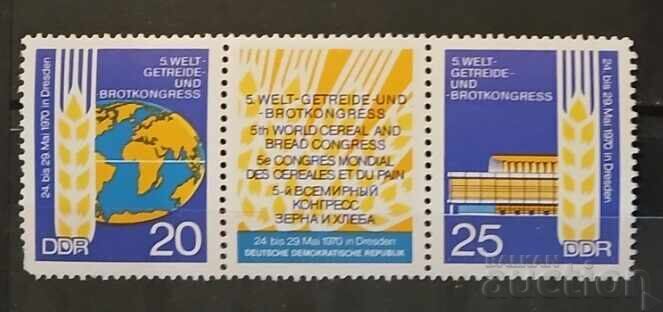 5. WELT-
GETREIDE-
UND
-BROTKONGRESS
24. bis 29. Mai 1970 in Dresden
DDR
20
5. WELT-GETREIDE-UND
-BROTKONGRESS
5th WORLD CEREAL AND
BREAD CONGRESS
5e CONGRES MONDIAL
DES CEREALES ET DU PAIN
5-й ВСЕМИРНЫЙ
КОНГРЕСС
ЗЕРНА И ХЛЕБА
24. bis 29. Mai 1970 in Dresden
DEUTSCHE DEMOKRATISCHE REPUBLIK
5. WELT-
GETREIDE-
UND
-BROTKONGRESS
24. bis 29. Mai 1970 in Dresden
25
DDR
BALKAN
auction